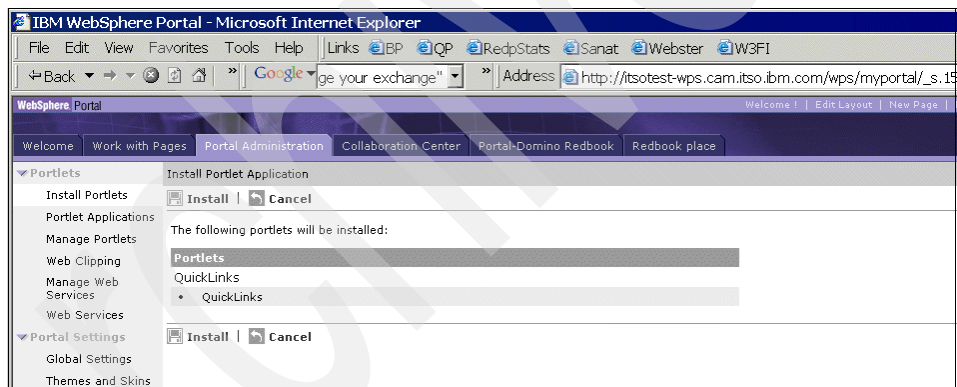 IBM WebSphere Portal - Microsoft Internet Explorer
File Edit View Favorites Tools Help Links BP QP RedpStats Sanat Webster W3FI
Back Google ge your exchange" Address http://itsotest-wps.cam.itso.ibm.com/wps/myportal/_s.15
WebSphere Portal Welcome ! | Edit Layout | New Page |
Welcome Work with Pages Portal Administration Collaboration Center Portal-Domino Redbook Redbook place
Portlets
Install Portlets
Portlet Applications
Manage Portlets
Web Clipping
Manage Web
Services
Web Services
Portal Settings
Global Settings
Themes and Skins
Install Portlet Application
Install | Cancel
The following portlets will be installed:
Portlets
QuickLinks
• QuickLinks
Install | Cancel